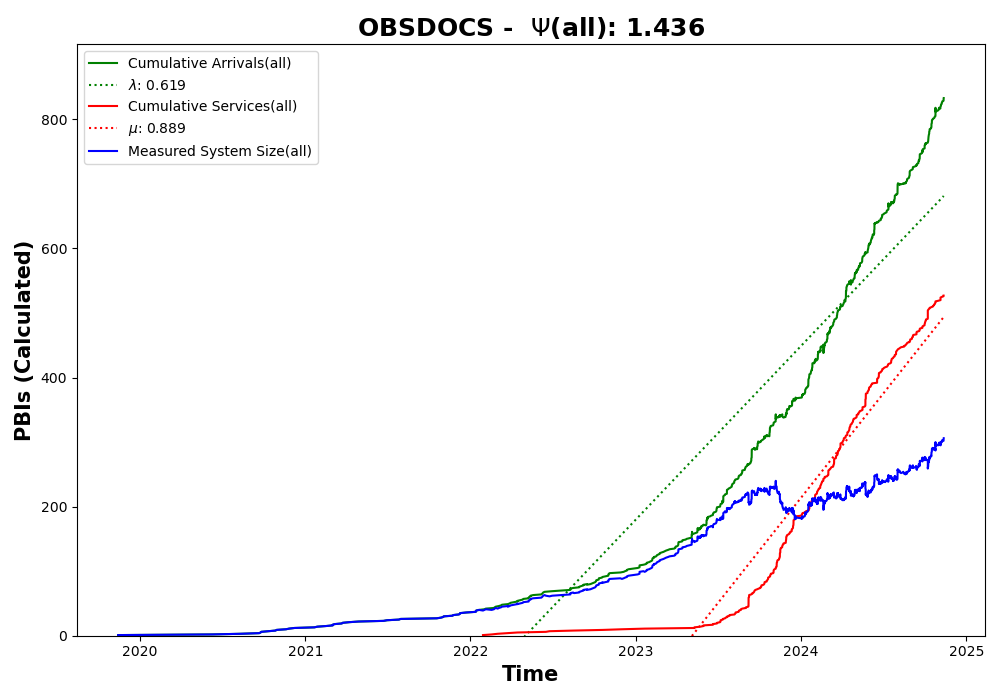 OBSDOCS - Ψ(all): 1.436
Cumulative Arrivals(all)
λ: 0.619
Cumulative Services(all)
μ: 0.889
Measured System Size(all)
PBIs (Calculated)
800
600
400
200
0
2020 2021 2022 2023 2024 2025
Time